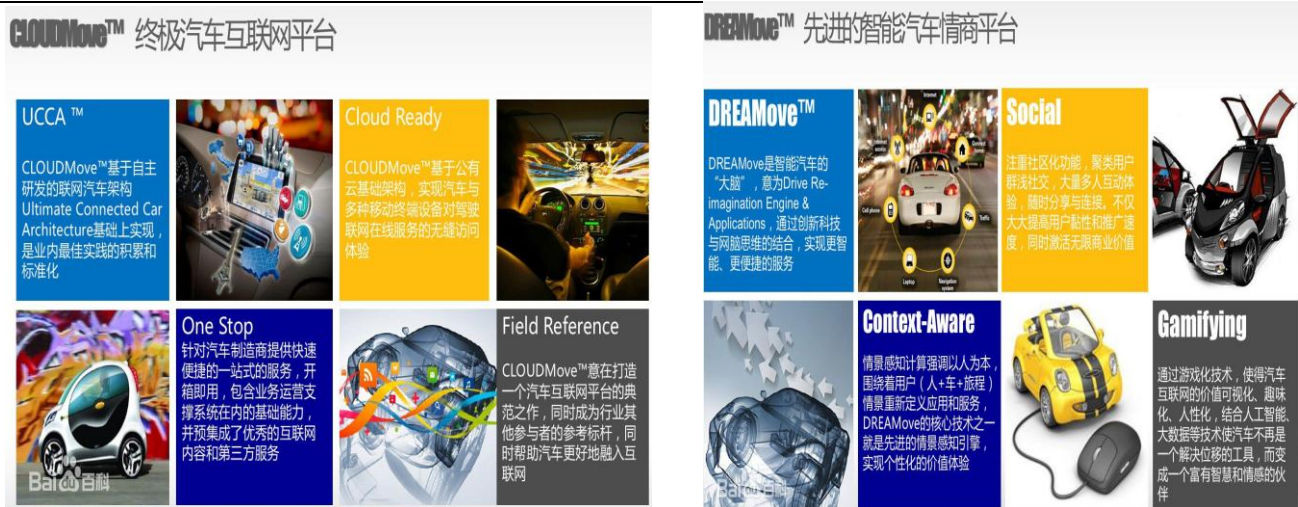 CLOUDMove™ 终极汽车互联网平台
UCCA ™
CLOUDMove™基于自主
研发的联网汽车架构
Ultimate Connected Car
Architecture基础上实现，
是业内最佳实践的积累和
标准化
Cloud Ready
CLOUDMove™基于公有
云基础架构，实现汽车与
多种移动终端设备对驾驶
联网在线服务的无缝访问
体验
One Stop
针对汽车制造商提供快速
便捷的一站式的服务，开
箱即用，包含业务运营支
撑系统在内的基础能力，
并预集成了优秀的互联网
内容和第三方服务
Field Reference
CLOUDMove™意在打造
一个汽车互联网平台的典
范之作，同时成为行业其
他参与者的参考标杆，同
时帮助汽车更好地融入互
联网
Baidu百科
DREAMove™ 先进的智能汽车情商平台
DREAMove™
DREAMove是智能汽车的
“大脑”，意为Drive Re-
imagination Engine &
Applications，通过创新科技
与网脑思维的结合，实现更智
能、更便捷的服务
Internet
Cell phone
Traffic
Laptop
Navigation
system
Social
注重社区化功能，聚类用户
群浅社交，大量多人互动体
验，随时分享与连接。不仅
大大提高用户黏性和推广速
度，同时激活无限商业价值
Context-Aware
情景感知计算强调以人为本，
围绕着用户（人+车+旅程）
情景重新定义应用和服务，
DREAMove的核心技术之一
就是先进的情景感知引擎，
实现个性化的价值体验
Gamifying
通过游戏化技术，使得汽车
互联网的价值可视化、趣味
化、人性化，结合人工智能、
大数据等技术使汽车不再是
一个解决位移的工具，而变
成一个富有智慧和情感的伙
伴
Baidu百科